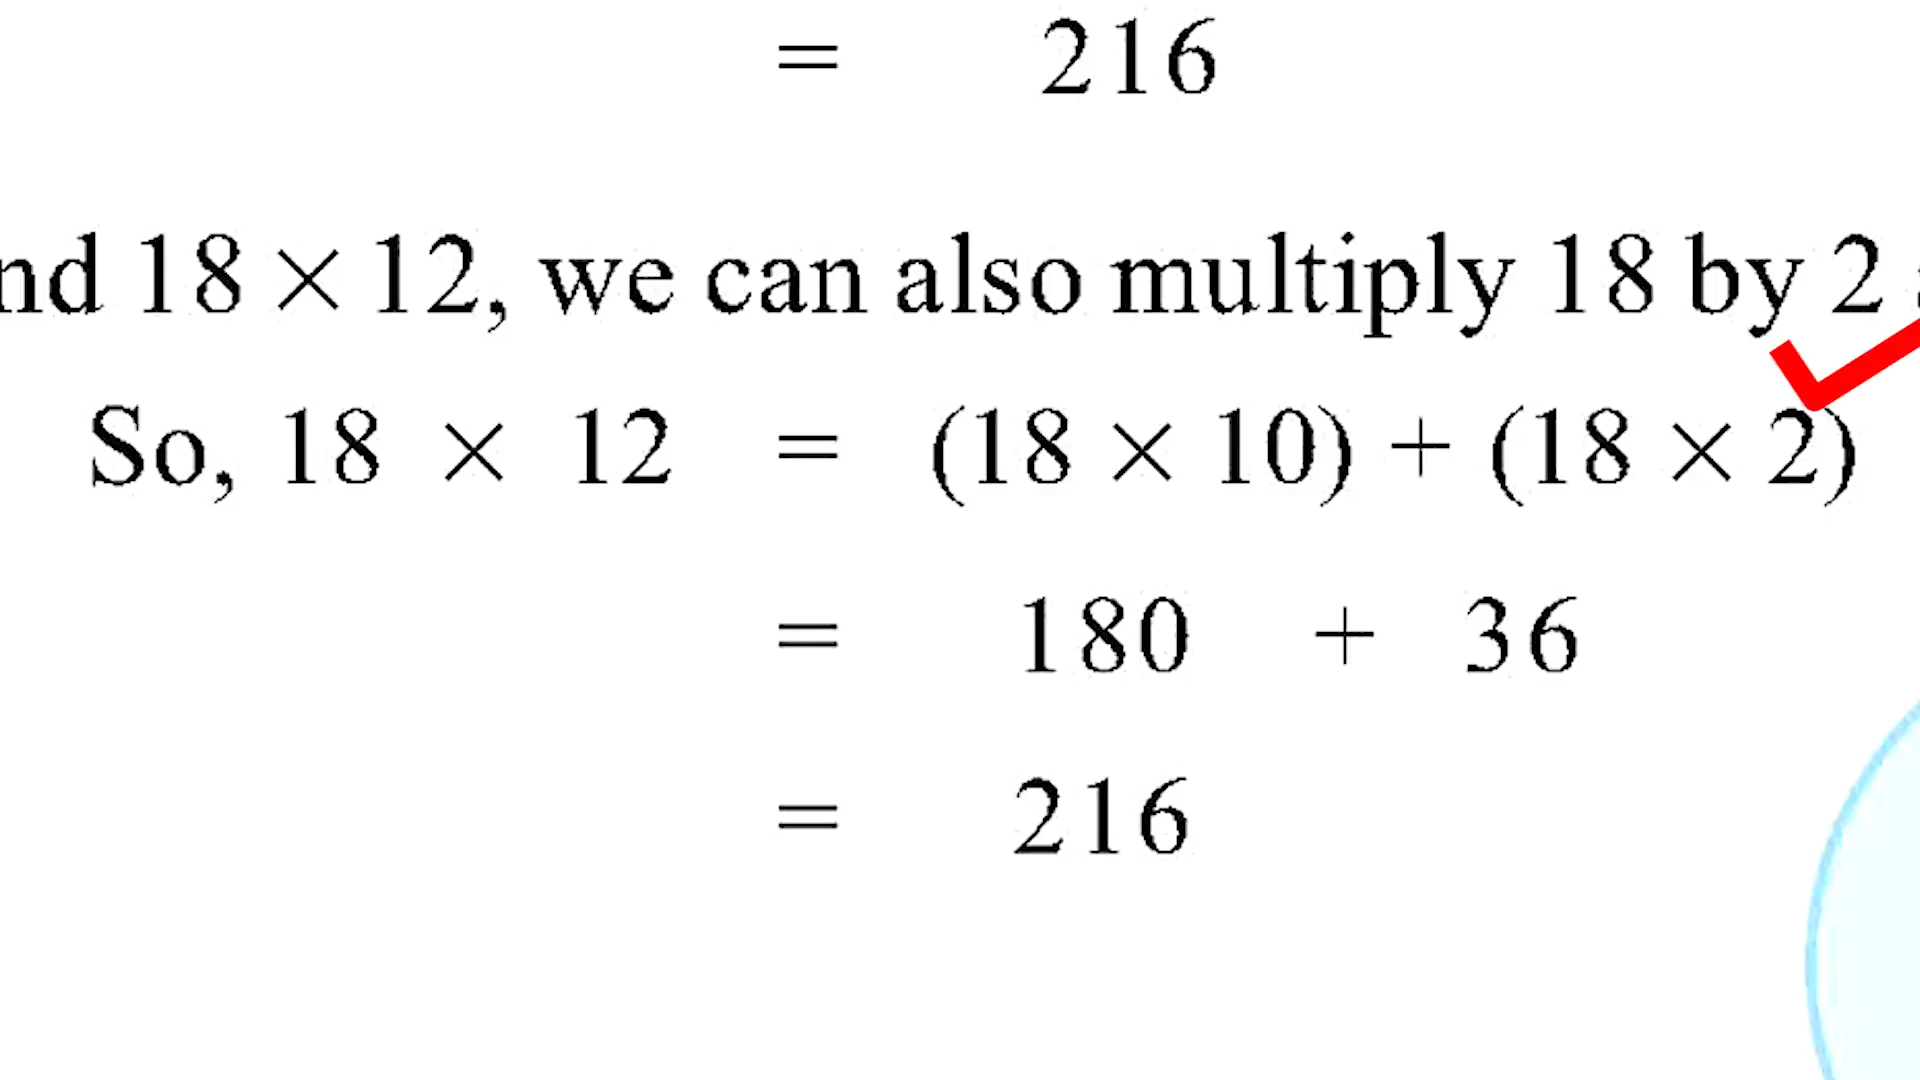 = 216
nd 18 × 12, we can also multiply 18 by 2
So, 18 × 12 = (18 × 10) + (18 × 2)
= 180 + 36
= 216